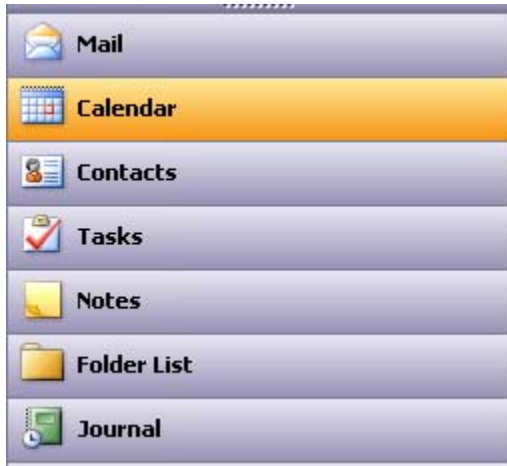 Mail
Calendar
Contacts
Tasks
Notes
Folder List
Journal